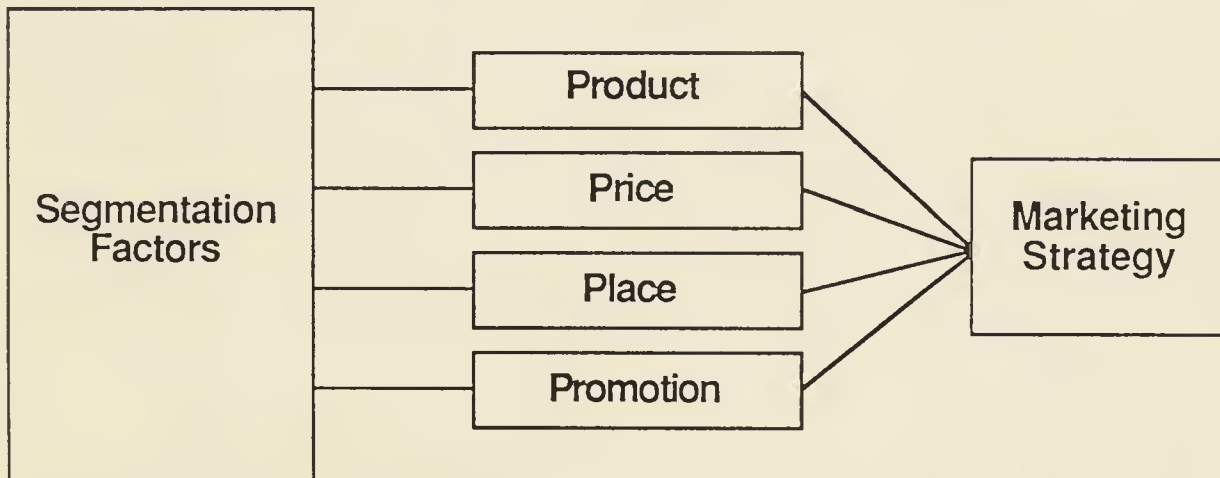 Segmentation
Factors
Product
Price
Place
Promotion
Marketing
Strategy